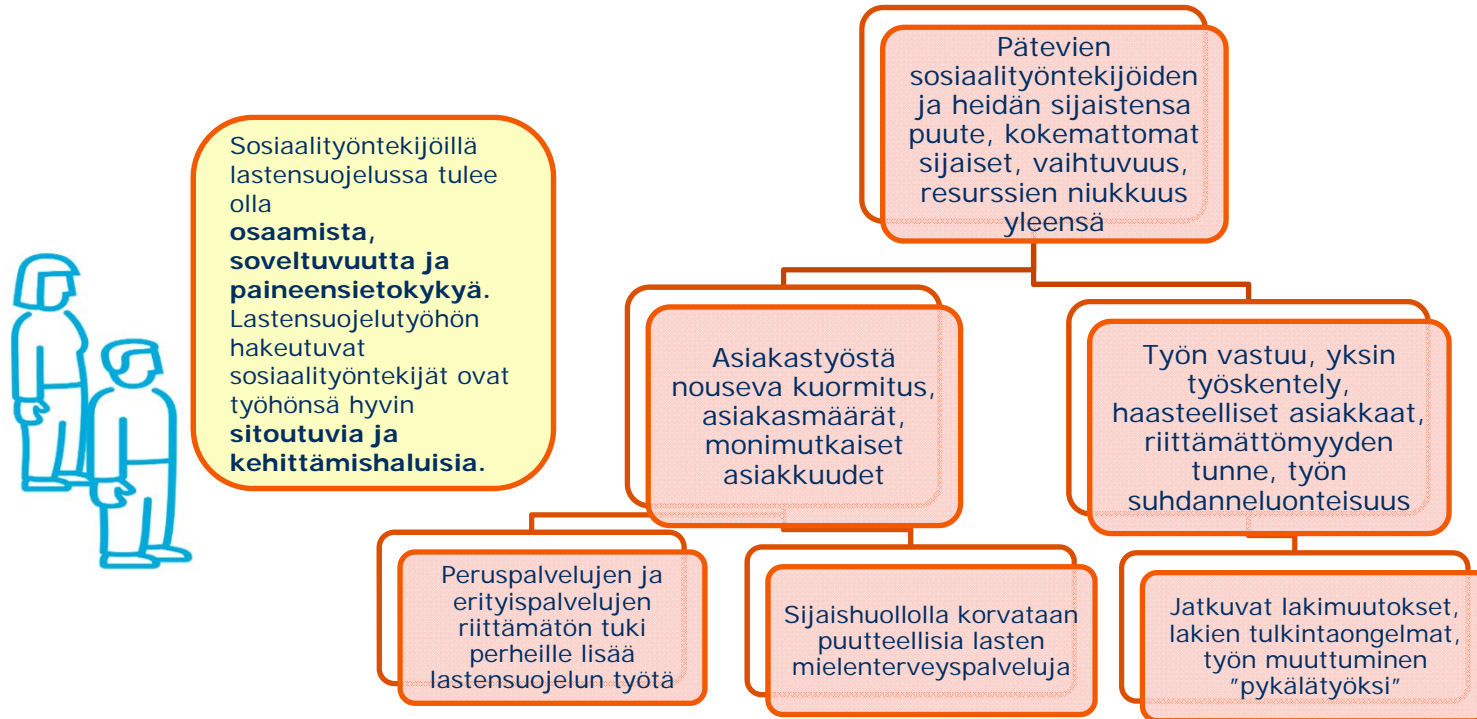 Pätevien
sosiaalityöntekijöiden
ja heidän sijaistensa
puute, kokemattomat
sijaiset, vaihtuvuus,
resurssien niukkuus
yleensä
Sosiaalityöntekijöillä
lastensuojelussa tulee
olla
osaamista,
soveltuvuutta ja
paineensietokykyä.
Lastensuojelutyöhön
hakeutuvat
sosiaalityöntekijät ovat
työhönsä hyvin
sitoutuvia ja
kehittämishaluisia.
Asiakastyöstä
nouseva kuormitus,
asiakasmäärät,
monimutkaiset
asiakkuudet
Työn vastuu, yksin
työskentely,
haasteelliset asiakkaat,
riittämättömyyden
tunne, työn
suhdanneluonteisuus
Peruspalvelujen ja
erityispalvelujen
riittämätön tuki
perheille lisää
lastensuojelun työtä
Sijaishuollolla korvataan
puutteellisia lasten
mielenterveyspalveluja
Jatkuvat lakimuutokset,
lakien tulkintaongelmat,
työn muuttuminen
"pykälätyöksi"